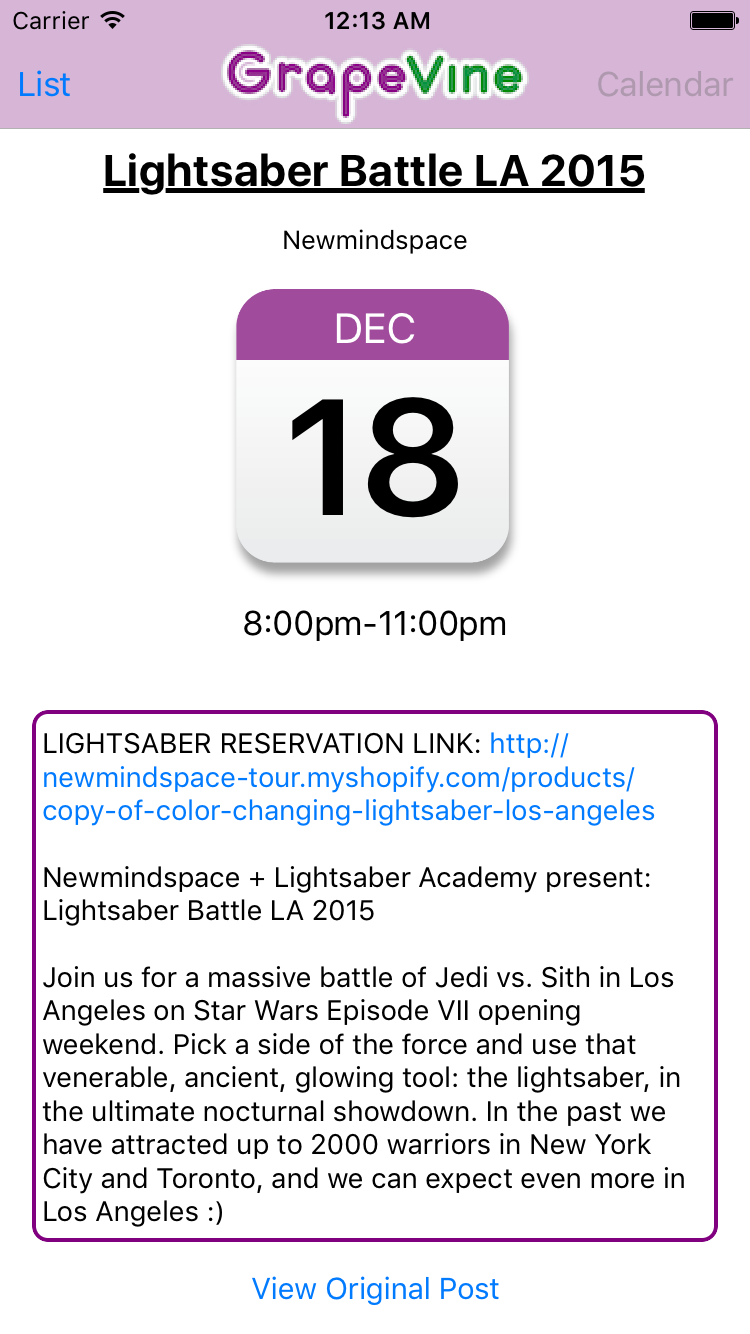 Carrier 12:13 AM
List GrapeVine Calendar
Lightsaber Battle LA 2015
Newmindspace
DEC
18
8:00pm-11:00pm
LIGHTSABER RESERVATION LINK: http://
newmindspace-tour.myshopify.com/products/
copy-of-color-changing-lightsaber-los-angeles
Newmindspace + Lightsaber Academy present:
Lightsaber Battle LA 2015
Join us for a massive battle of Jedi vs. Sith in Los
Angeles on Star Wars Episode VII opening
weekend. Pick a side of the force and use that
venerable, ancient, glowing tool: the lightsaber, in
the ultimate nocturnal showdown. In the past we
have attracted up to 2000 warriors in New York
City and Toronto, and we can expect even more in
Los Angeles :)
View Original Post